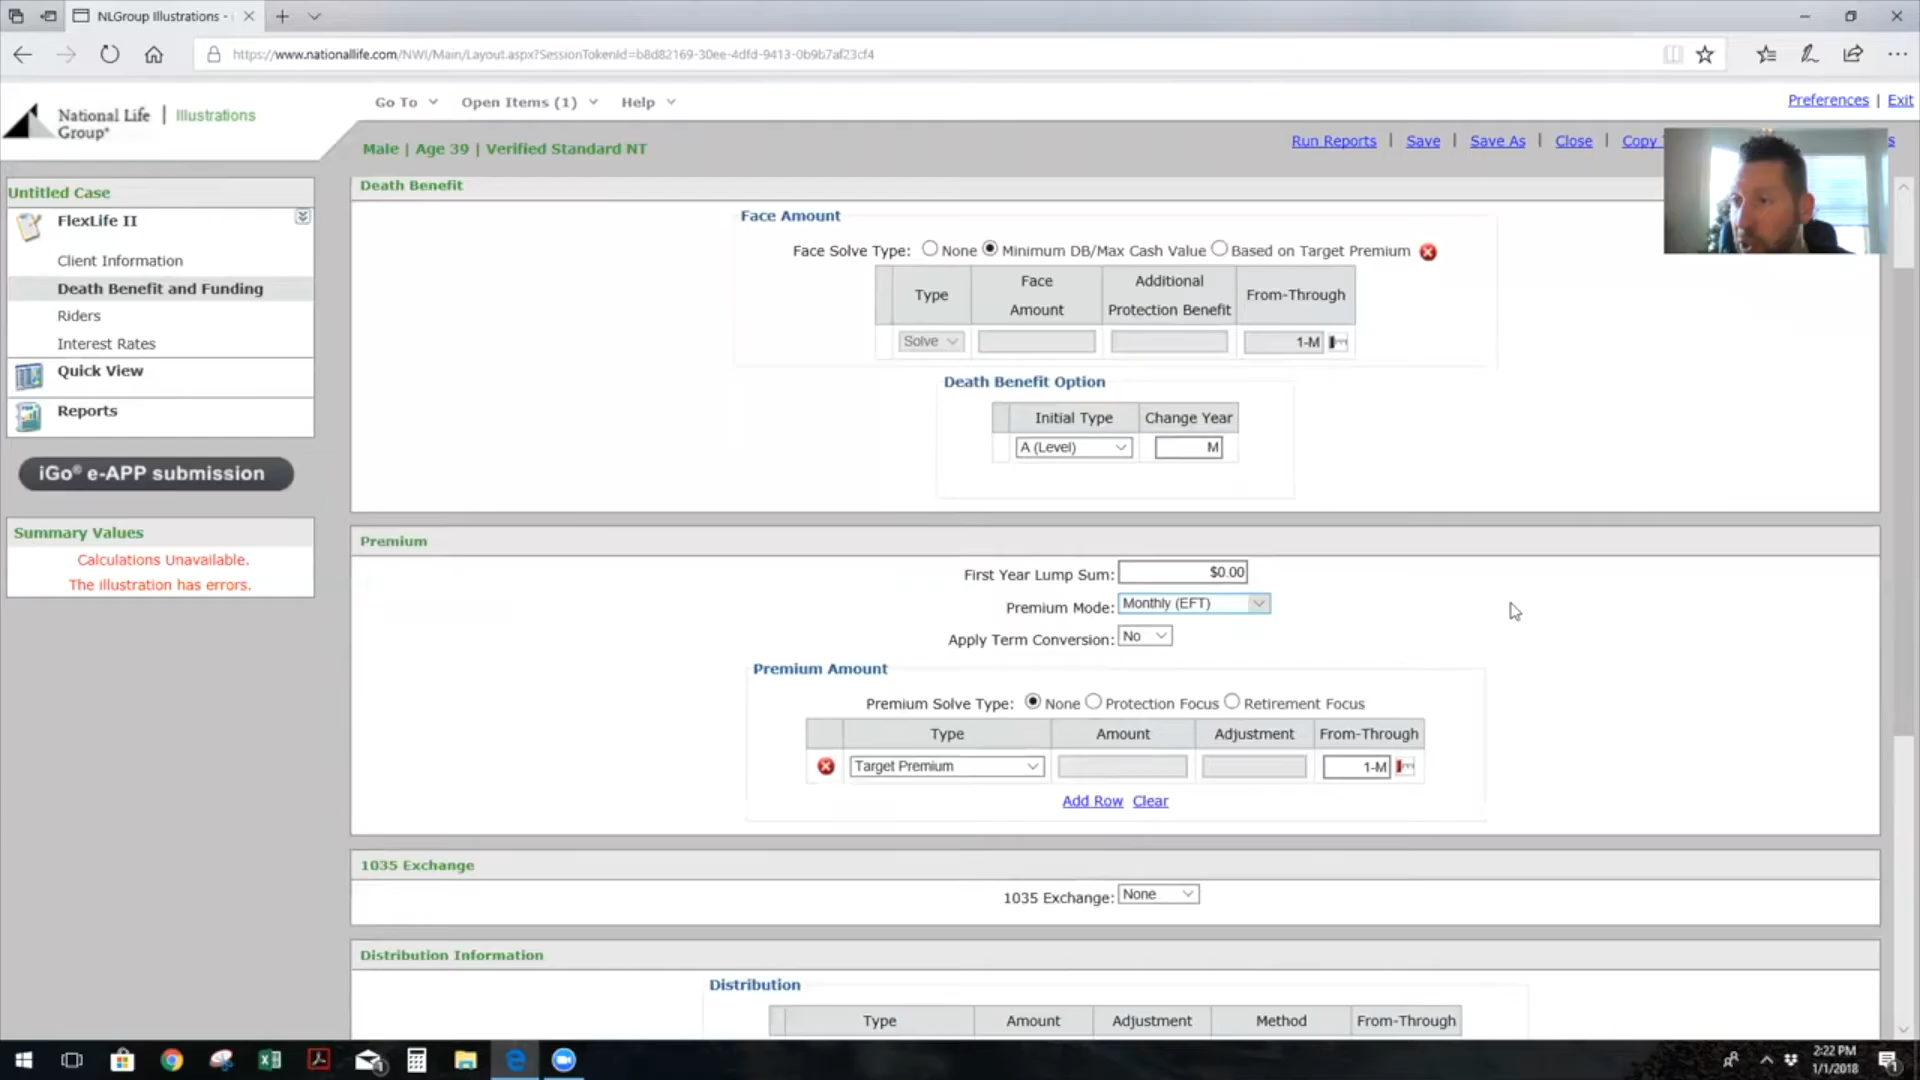 NLGroup Illustrations -
https://www.nationallife.com/NWI/Main/Layout.aspx?SessionTokenId=b8d82169-30ee-4dfd-9413-0b9b7af23cf4
National Life Group® | Illustrations
Go To Open Items (1) Help
Preferences | Exit
Male | Age 39 | Verified Standard NT
Run Reports | Save | Save As | Close | Copy
Untitled Case
FlexLife II
Client Information
Death Benefit and Funding
Riders
Interest Rates
Quick View
Reports
iGo® e-APP submission
Summary Values
Calculations Unavailable.
The illustration has errors.
Death Benefit
Face Amount
Face Solve Type: None Minimum DB/Max Cash Value Based on Target Premium
Type Face Amount Additional Protection Benefit From-Through
Solve 1-M
Death Benefit Option
Initial Type Change Year
A (Level) M
Premium
First Year Lump Sum: $0.00
Premium Mode: Monthly (EFT)
Apply Term Conversion: No
Premium Amount
Premium Solve Type: None Protection Focus Retirement Focus
Type Amount Adjustment From-Through
Target Premium 1-M
Add Row Clear
1035 Exchange
1035 Exchange: None
Distribution Information
Distribution
Type Amount Adjustment Method From-Through
2:22 PM
1/1/2018